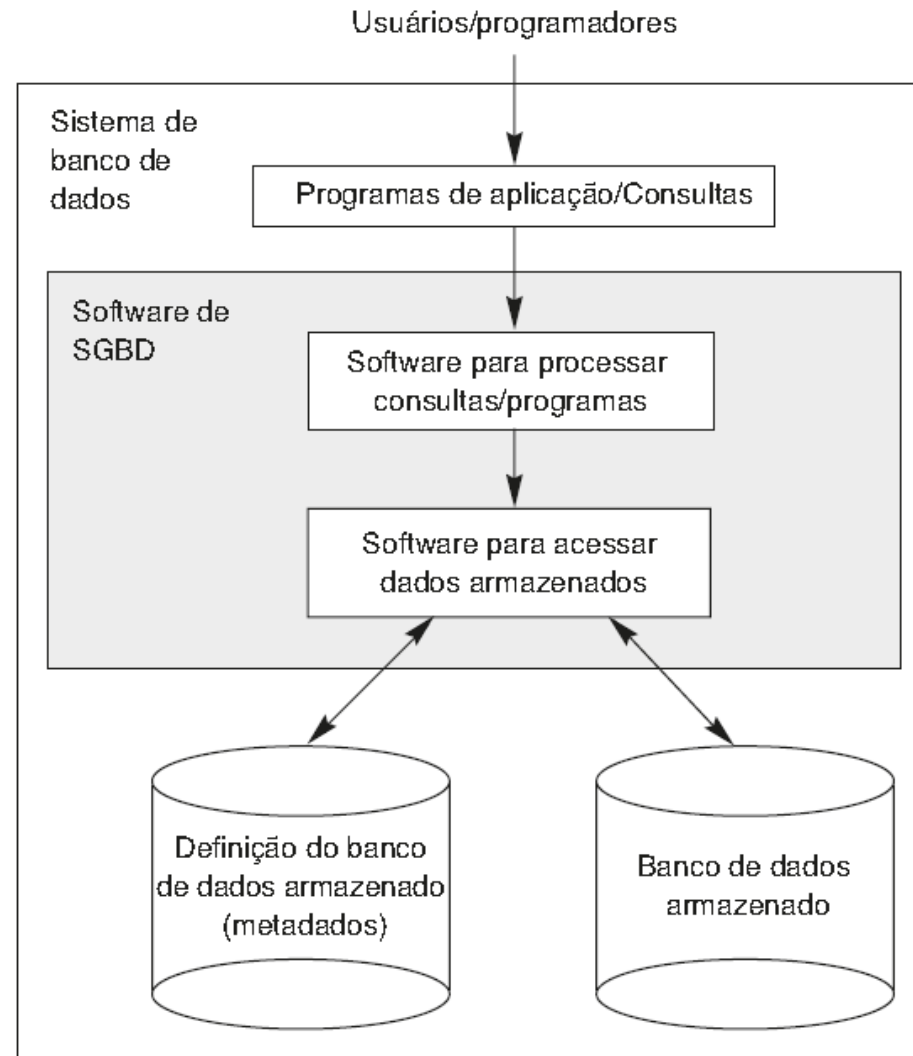 Usuários/programadores
Sistema de
banco de
dados
Programas de aplicação/Consultas
Software de
SGBD
Software para processar
consultas/programas
Software para acessar
dados armazenados
Definição do banco
de dados armazenado
(metadados)
Banco de dados
armazenado